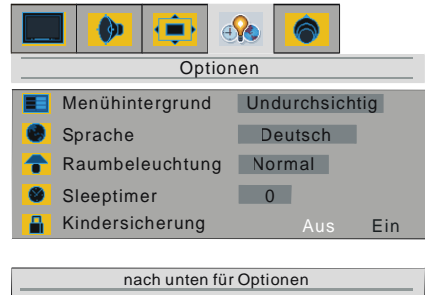 Optionen
Menühintergrund Undurchsichtig
Sprache Deutsch
Raumbeleuchtung Normal
Sleeptimer 0
Kindersicherung Aus Ein
nach unten für Optionen